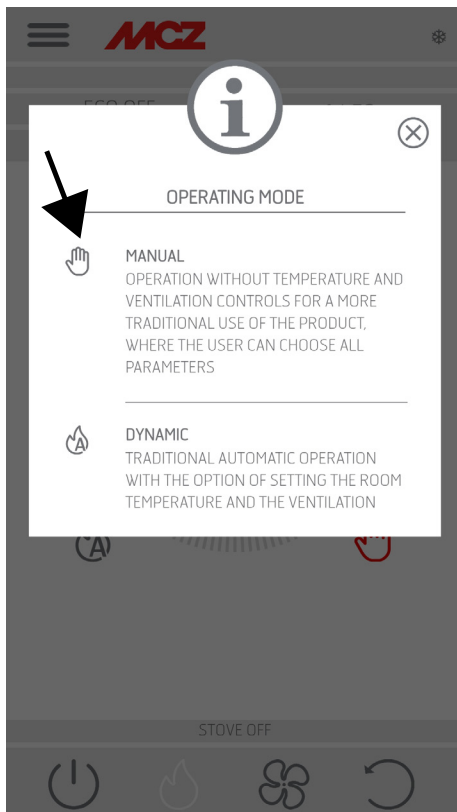 MCZ
ECO OFF
OPERATING MODE
MANUAL
OPERATION WITHOUT TEMPERATURE AND
VENTILATION CONTROLS FOR A MORE
TRADITIONAL USE OF THE PRODUCT,
WHERE THE USER CAN CHOOSE ALL
PARAMETERS
DYNAMIC
TRADITIONAL AUTOMATIC OPERATION
WITH THE OPTION OF SETTING THE ROOM
TEMPERATURE AND THE VENTILATION
A
STOVE OFF